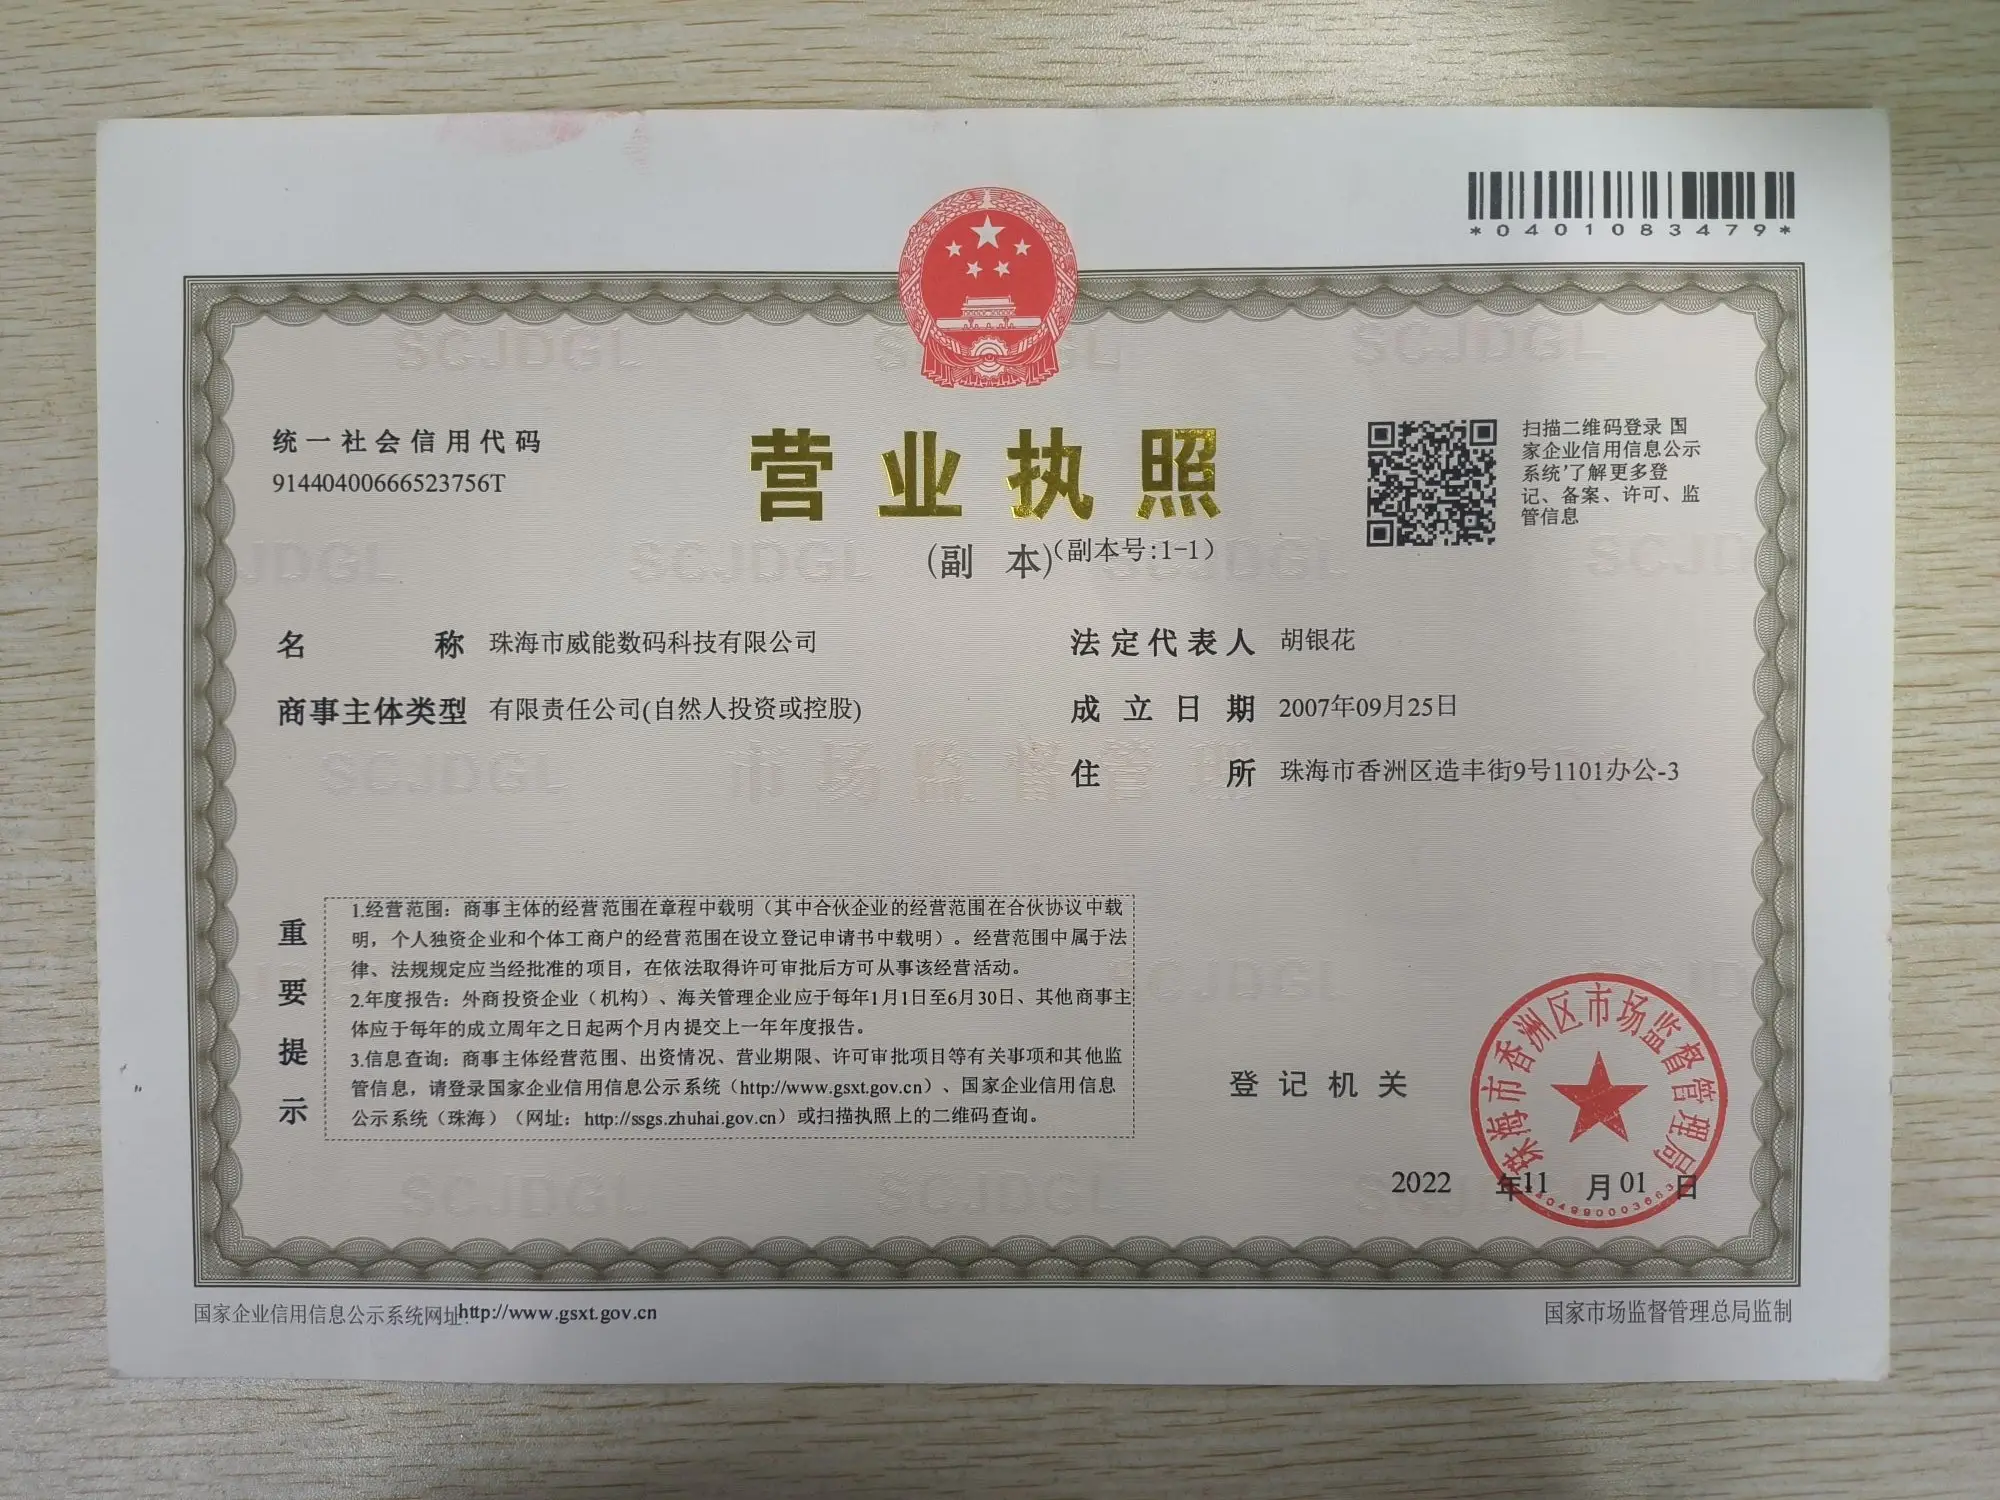 *0401083479*
统一社会信用代码
91440400666523756T
营业执照
(副 本)(副本号:1-1)
扫描二维码登录 国
家企业信用信息公示
系统'了解更多登
记、备案、许可、监
管信息
名 称 珠海市威能数码科技有限公司
商事主体类型 有限责任公司(自然人投资或控股)
法定代表人 胡银花
成立日期 2007年09月25日
住 所 珠海市香洲区造丰街9号1101办公-3
重要提示
1.经营范围：商事主体的经营范围在章程中载明（其中合伙企业的经营范围在合伙协议中载
明，个人独资企业和个体工商户的经营范围在设立登记申请书中载明）。经营范围中属于法
律、法规规定应当经批准的项目，在依法取得许可审批后方可从事该经营活动。
2.年度报告：外商投资企业（机构）、海关管理企业应于每年1月1日至6月30日、其他商事主
体应于每年的成立周年之日起两个月内提交上一年年度报告。
3.信息查询：商事主体经营范围、出资情况、营业期限、许可审批项目等有关事项和其他监
管信息，请登录国家企业信用信息公示系统（http://www.gsxt.gov.cn）、国家企业信用信息
公示系统（珠海）（网址：http://ssgs.zhuhai.gov.cn）或扫描执照上的二维码查询。
登记机关
珠海市香洲区市场监督管理局
2022 年11 月01 日
国家企业信用信息公示系统网址:http://www.gsxt.gov.cn
国家市场监督管理总局监制
SCJDGL
市场监督管理